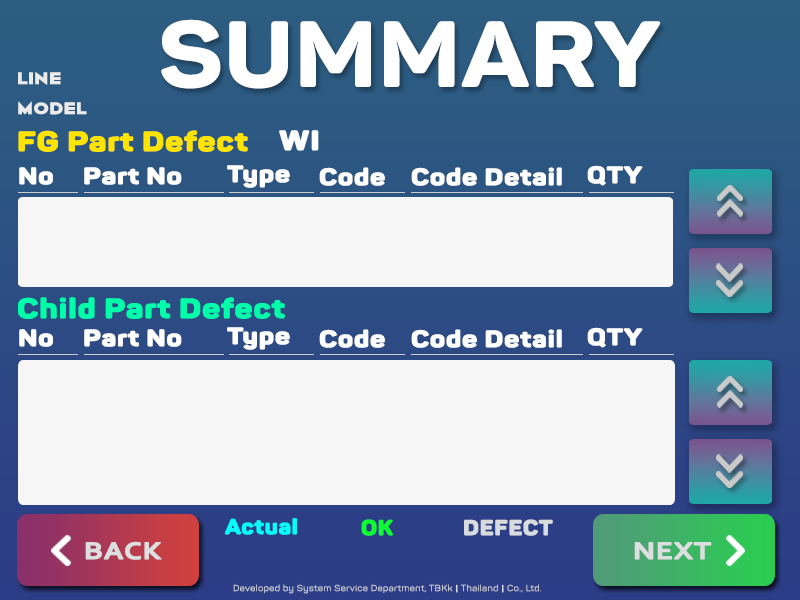 SUMMARY
LINE
MODEL
FG Part Defect WI
No Part No Type Code Code Detail QTY
Child Part Defect
No Part No Type Code Code Detail QTY
Actual OK DEFECT
BACK NEXT
Developed by System Service Department, TBKk | Thailand | Co., Ltd.